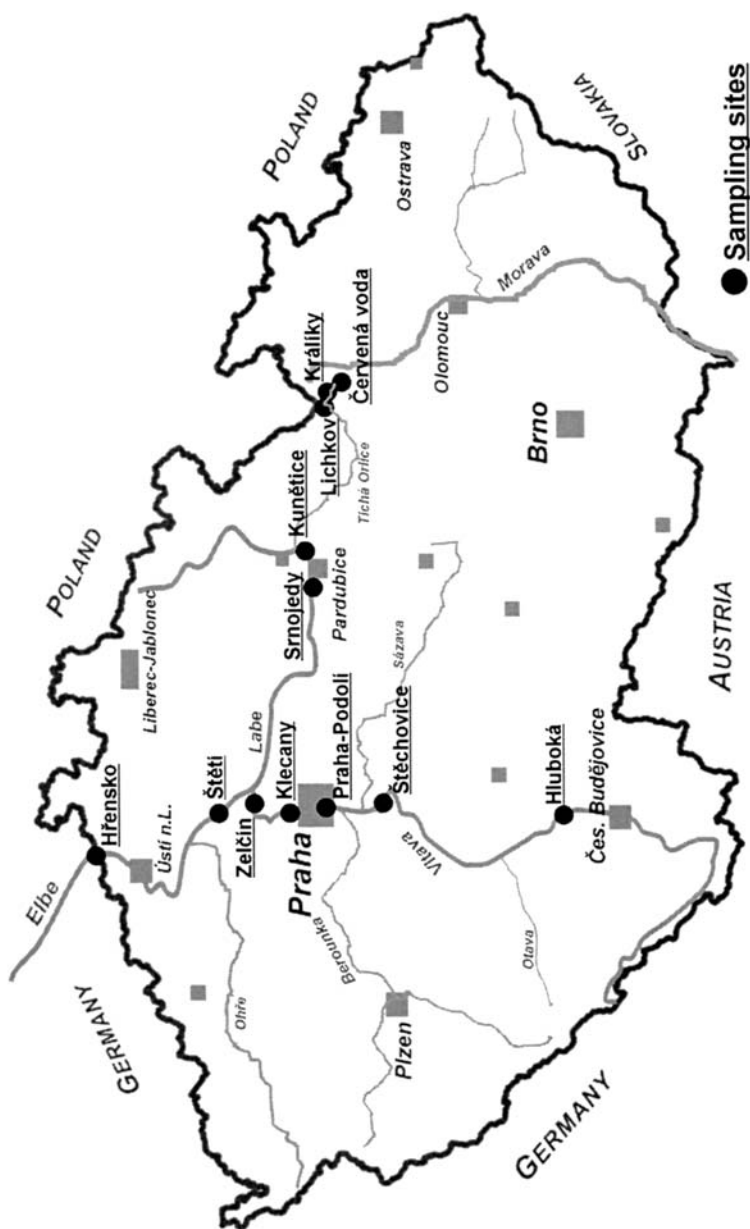 POLAND
POLAND
GERMANY
GERMANY
AUSTRIA
SLOVAKIA
Elbe
Hřensko
Ústí n.L.
Liberec-Jablonec
Štětí
Labe
Zelčín
Klecany
Praha
Praha-Podolí
Štěchovice
Srnojedy
Kunětice
Pardubice
Lichkov
Králíky
Červená voda
Tichá Orlice
Ostrava
Olomouc
Morava
Brno
Sázava
Ohře
Berounka
Plzen
Vltava
Otava
Hluboká
Čes. Budějovice
Sampling sites